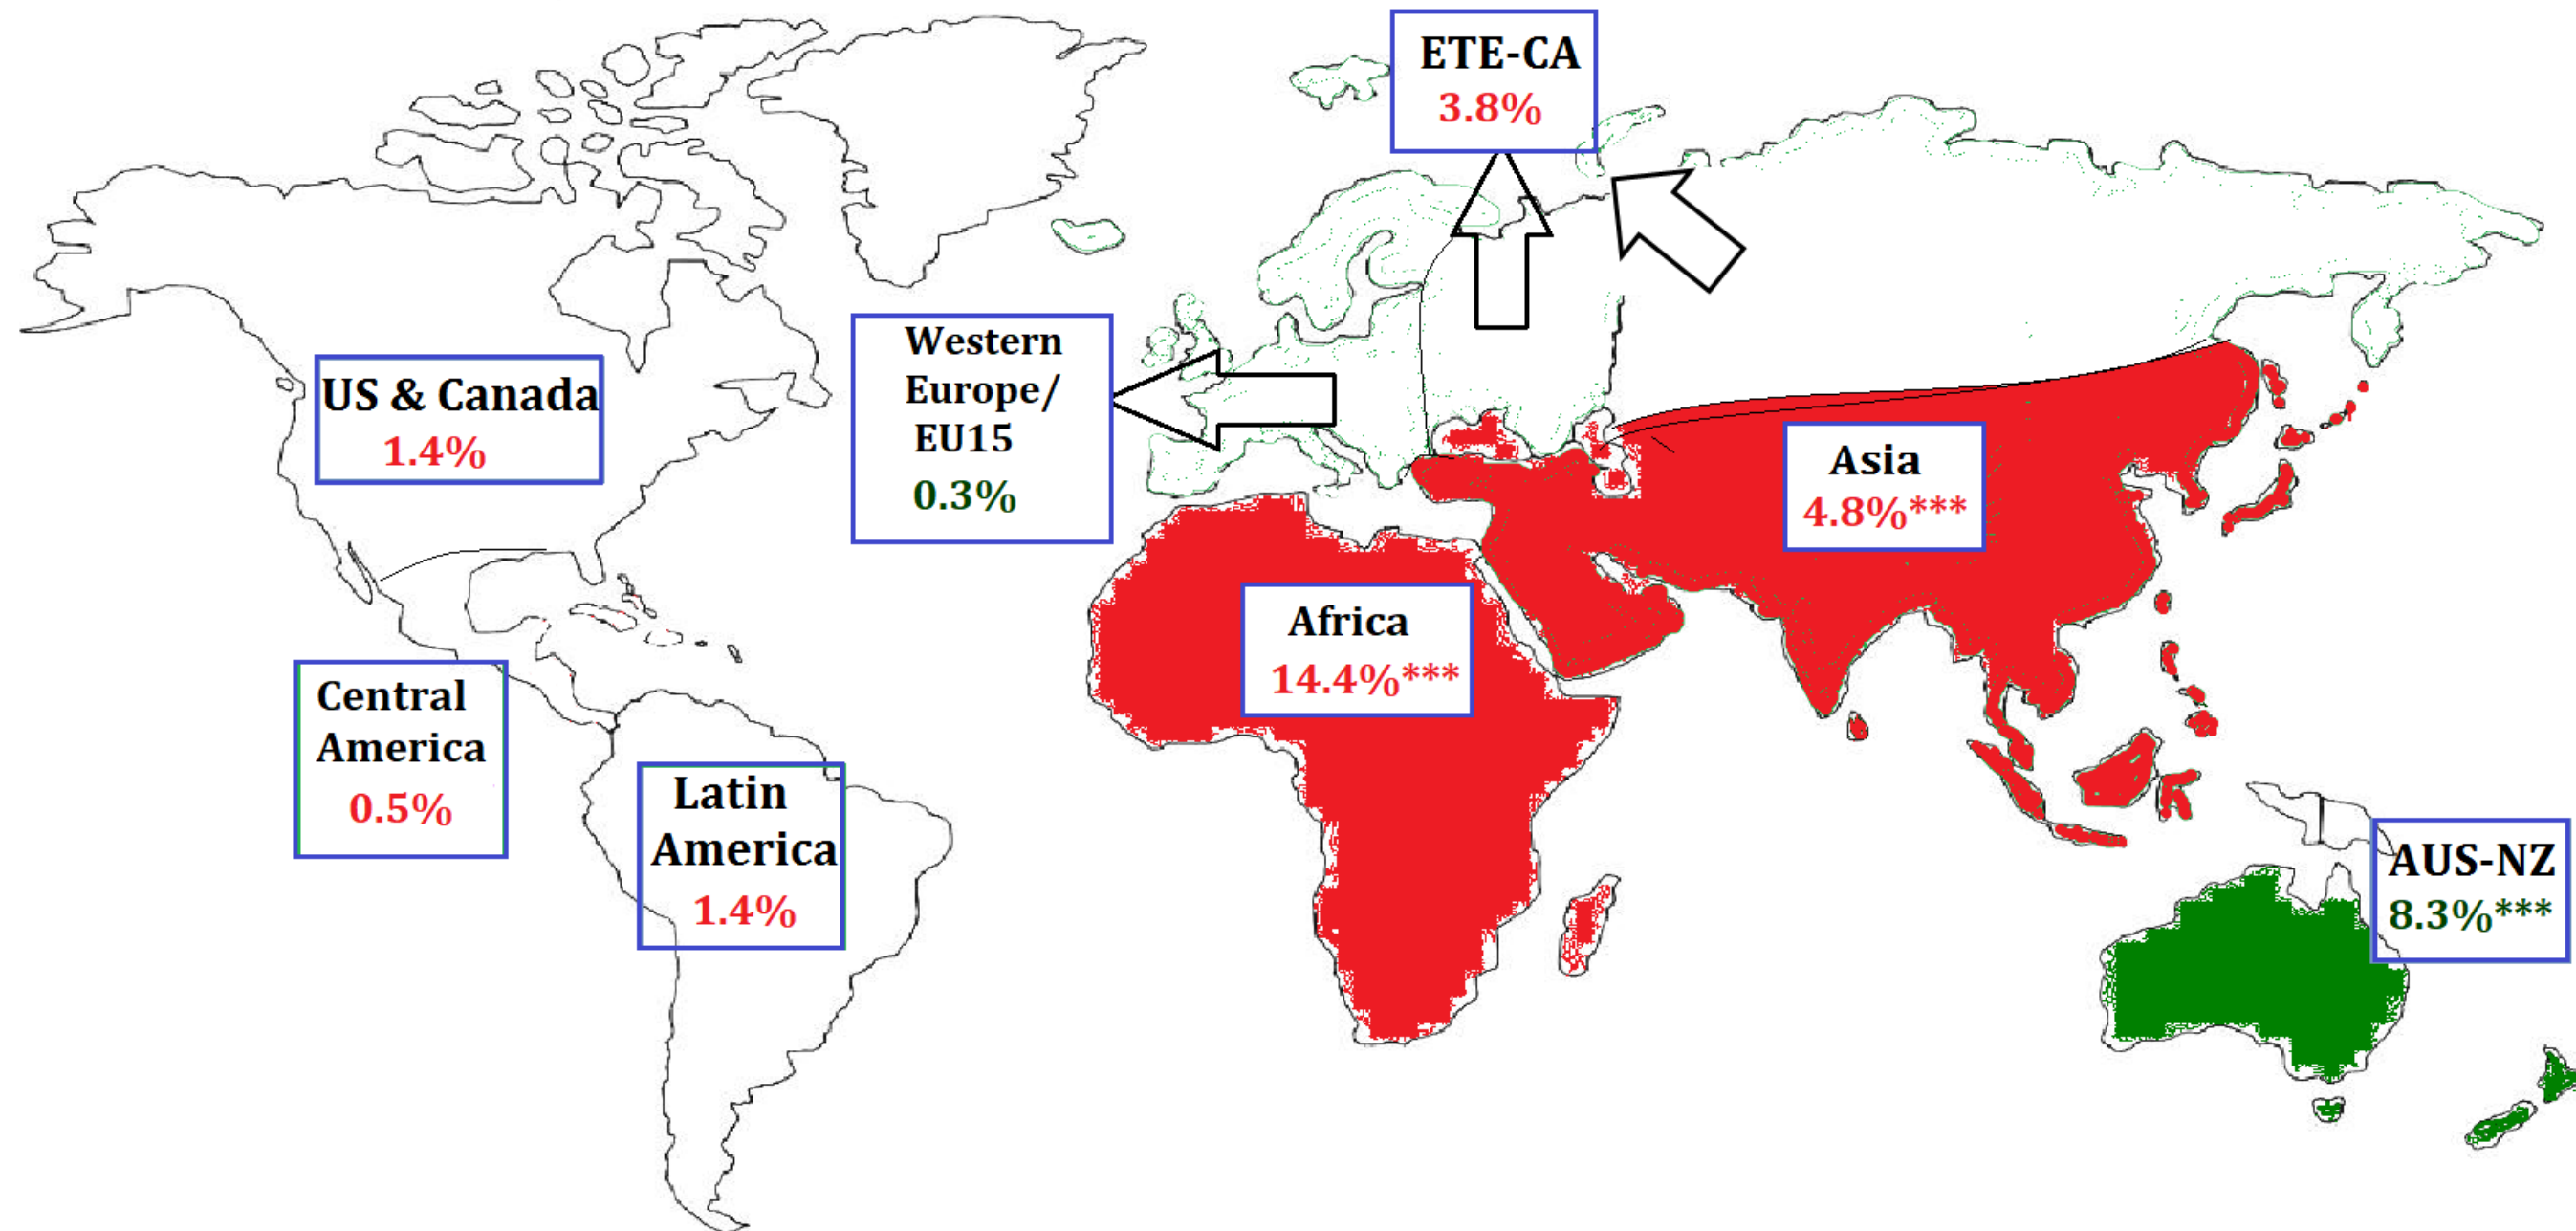 ETE-CA
3.8%
Western
Europe/
EU15
0.3%
US & Canada
1.4%
Asia
4.8%***
Africa
14.4%***
Central
America
0.5%
Latin
America
1.4%
AUS-NZ
8.3%***